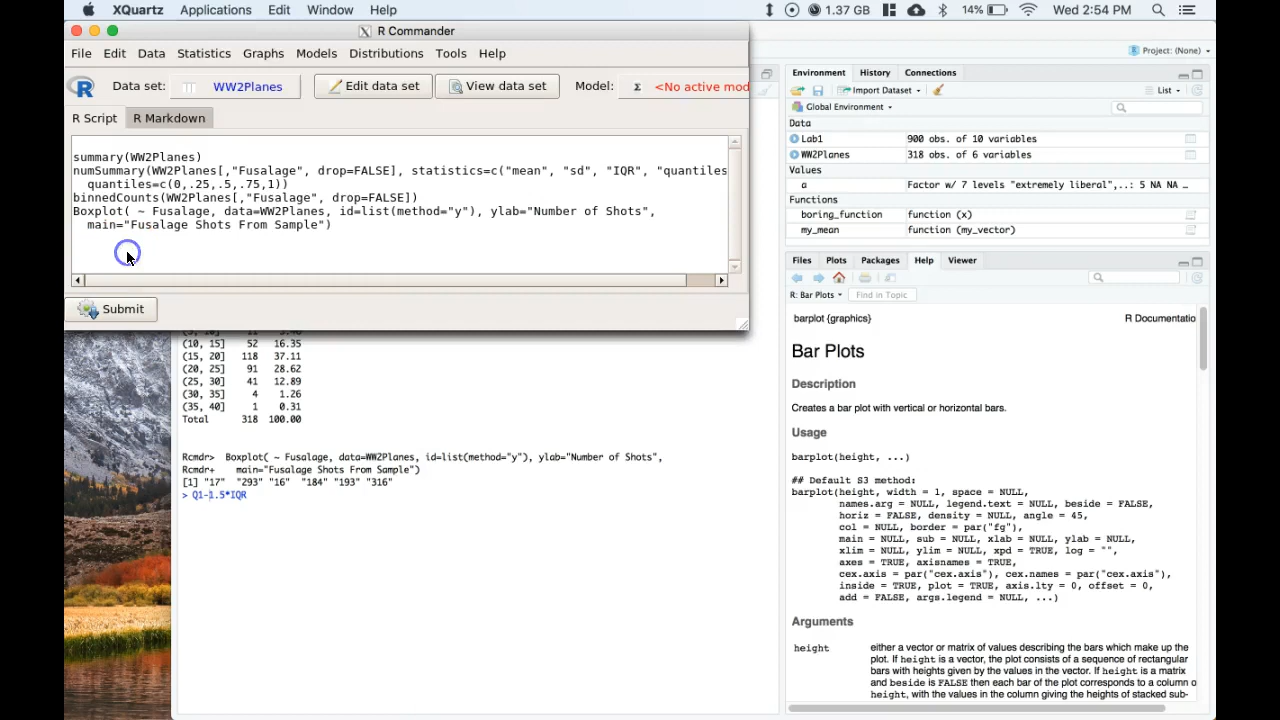 XQuartz Applications Edit Window Help 1.37 GB 14% Wed 2:54 PM
R Commander
File Edit Data Statistics Graphs Models Distributions Tools Help
Data set: WW2Planes Edit data set View data set Model: Σ <No active mod
R Script R Markdown
summary(WW2Planes)
numSummary(WW2Planes[,"Fusalage", drop=FALSE], statistics=c("mean", "sd", "IQR", "quantiles
quantiles=c(0,.25,.5,.75,1))
binnedCounts(WW2Planes[,"Fusalage", drop=FALSE])
Boxplot( ~ Fusalage, data=WW2Planes, id=list(method="y"), ylab="Number of Shots",
main="Fusalage Shots From Sample")
Submit
(10, 15] 52 16.35
(15, 20] 118 37.11
(20, 25] 91 28.62
(25, 30] 41 12.89
(30, 35] 4 1.26
(35, 40] 1 0.31
Total 318 100.00
Rcmdr> Boxplot( ~ Fusalage, data=WW2Planes, id=list(method="y"), ylab="Number of Shots",
Rcmdr+ main="Fusalage Shots From Sample")
[1] "17" "293" "16" "184" "193" "316"
> Q1-1.5*IQR
Project: (None)
Environment History Connections
Import Dataset List
Global Environment
Data
Lab1 900 obs. of 10 variables
WW2Planes 318 obs. of 6 variables
Values
a Factor w/ 7 levels "extremely liberal",..: 5 NA NA …
Functions
boring_function function (x)
my_mean function (my_vector)
Files Plots Packages Help Viewer
R: Bar Plots Find in Topic
barplot {graphics} R Documentatio
Bar Plots
Description
Creates a bar plot with vertical or horizontal bars.
Usage
barplot(height, ...)
## Default S3 method:
barplot(height, width = 1, space = NULL,
names.arg = NULL, legend.text = NULL, beside = FALSE,
horiz = FALSE, density = NULL, angle = 45,
col = NULL, border = par("fg"),
main = NULL, sub = NULL, xlab = NULL, ylab = NULL,
xlim = NULL, ylim = NULL, xpd = TRUE, log = "",
axes = TRUE, axisnames = TRUE,
cex.axis = par("cex.axis"), cex.names = par("cex.axis"),
inside = TRUE, plot = TRUE, axis.lty = 0, offset = 0,
add = FALSE, args.legend = NULL, ...)
Arguments
height either a vector or matrix of values describing the bars which make up the
plot. If height is a vector, the plot consists of a sequence of rectangular
bars with heights given by the values in the vector. If height is a matrix
and beside is FALSE then each bar of the plot corresponds to a column o
height, with the values in the column giving the heights of stacked sub-